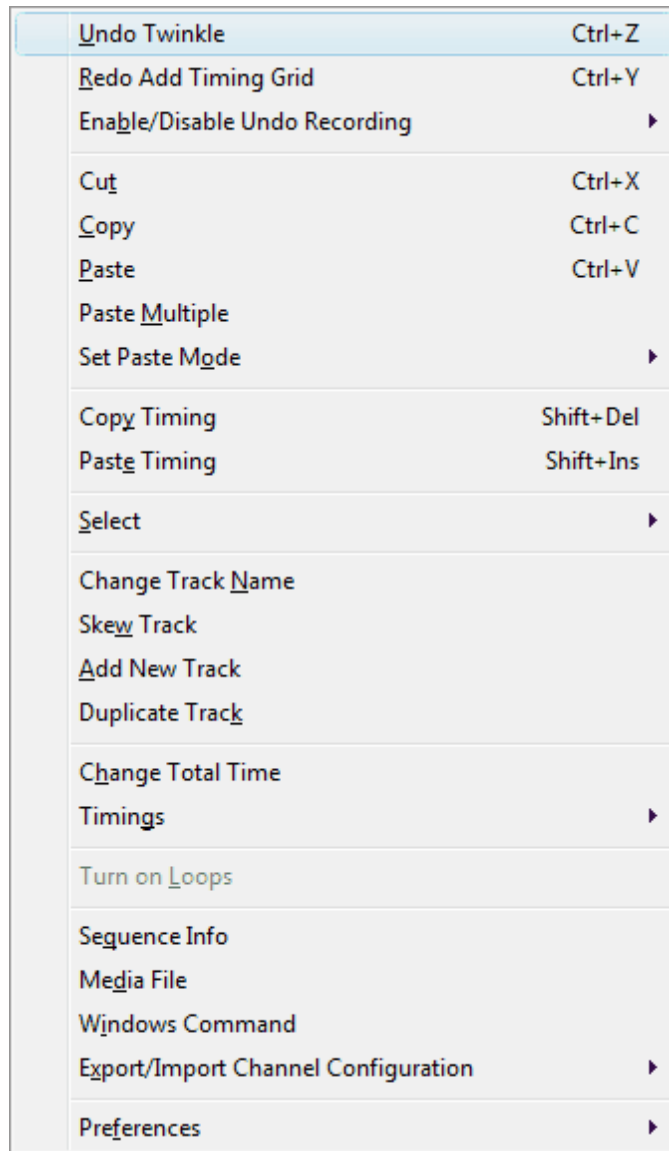 Undo Twinkle Ctrl+Z
Redo Add Timing Grid Ctrl+Y
Enable/Disable Undo Recording
Cut Ctrl+X
Copy Ctrl+C
Paste Ctrl+V
Paste Multiple
Set Paste Mode
Copy Timing Shift+Del
Paste Timing Shift+Ins
Select
Change Track Name
Skew Track
Add New Track
Duplicate Track
Change Total Time
Timings
Turn on Loops
Sequence Info
Media File
Windows Command
Export/Import Channel Configuration
Preferences